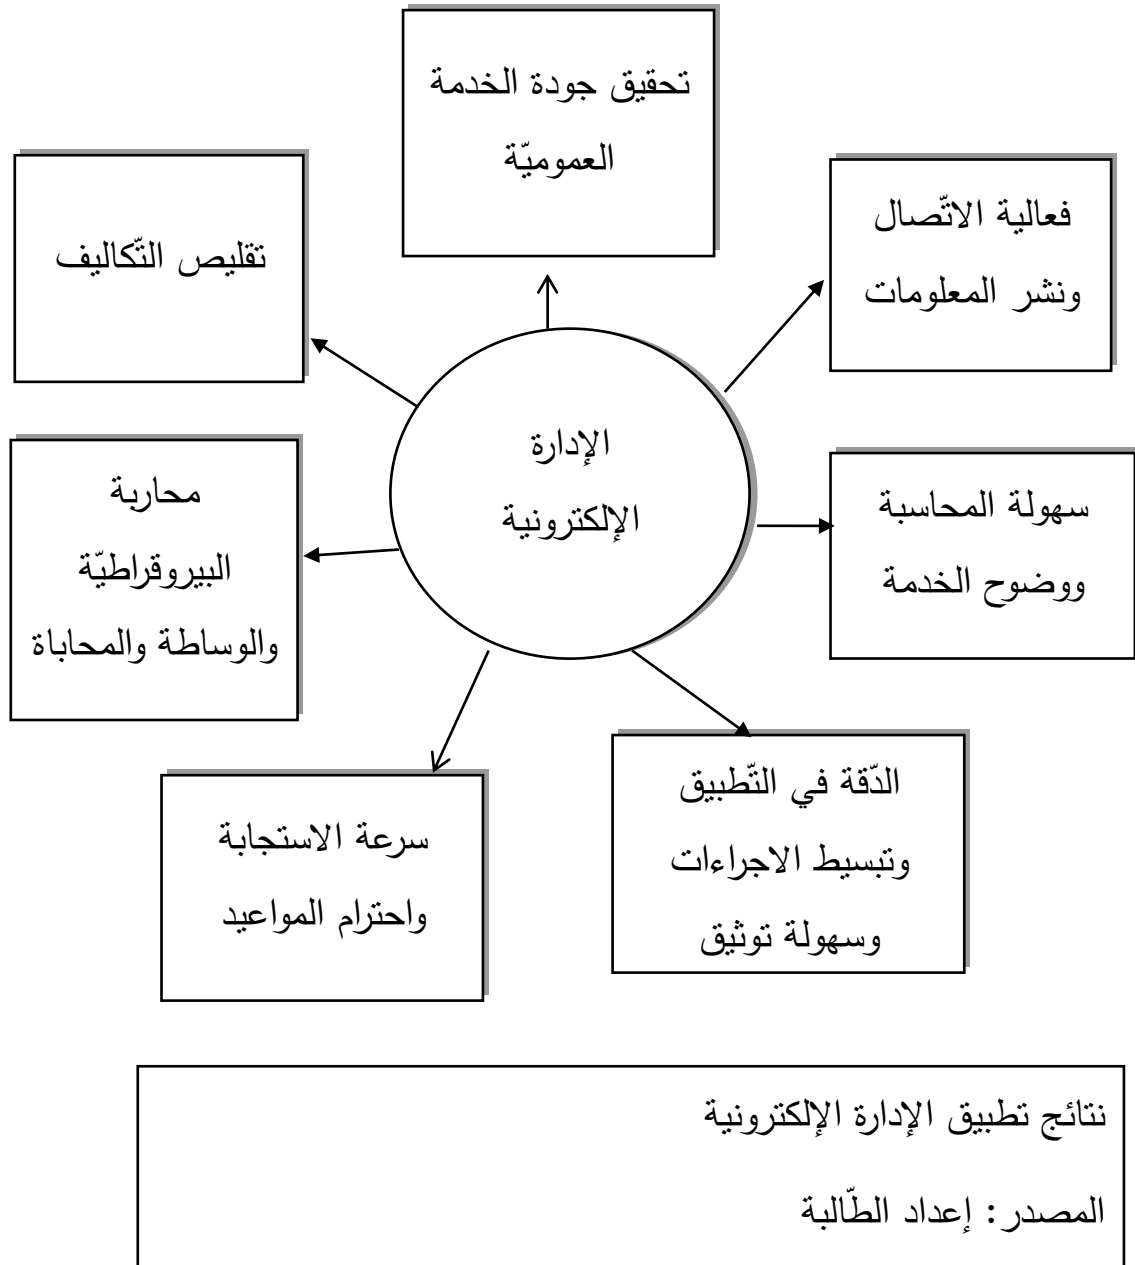 تحقيق جودة الخدمة
العموميّة
فعالية الاتّصال
ونشر المعلومات
تقليص التّكاليف
الإدارة
الإلكترونية
سهولة المحاسبة
ووضوح الخدمة
محاربة
البيروقراطيّة
والوساطة والمحاباة
الدّقة في التّطبيق
وتبسيط الاجراءات
وسهولة توثيق
سرعة الاستجابة
واحترام المواعيد
نتائج تطبيق الإدارة الإلكترونية
المصدر: إعداد الطّالبة